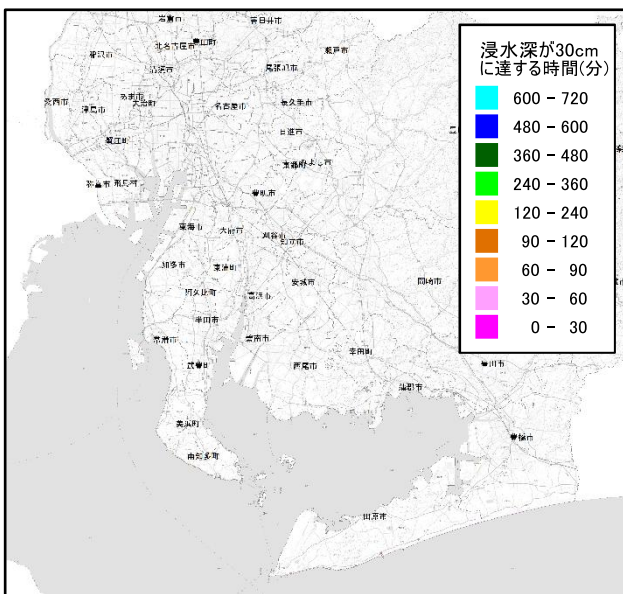 岩倉市
春日井市
豊山町
北名古屋市
瀬戸市
稲沢市
清須市
尾張旭市
愛西市
津島市
あま市
大治町
名古屋市
長久手市
日進市
蟹江町
東郷町
みよし市
弥富市
飛島村
豊明市
東海市
大府市
刈谷市
知立市
知多市
東浦町
岡崎市
安城市
阿久比町
高浜市
半田市
常滑市
碧南市
武豊町
西尾市
幸田町
豊川市
蒲郡市
美浜町
豊橋市
南知多町
田原市
浸水深が30cm
に達する時間(分)
600 - 720
480 - 600
360 - 480
240 - 360
120 - 240
90 - 120
60 - 90
30 - 60
0 - 30